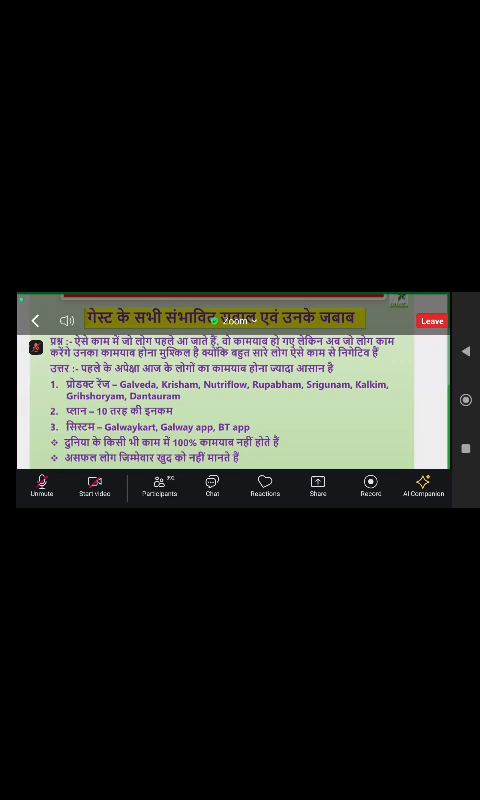 गेस्ट के सभी संभावित सवाल एवं उनके जवाब
Zoom
Leave
प्रश्न :- ऐसे काम में जो लोग पहले आ जाते हैं, वो कामयाब हो गए लेकिन अब जो लोग काम
करेंगे उनका कामयाब होना मुश्किल है क्योंकि बहुत सारे लोग ऐसे काम से निगेटिव हैं
उत्तर :- पहले के अपेक्षा आज के लोगों का कामयाब होना ज्यादा आसान है
1. प्रोडक्ट रेंज – Galveda, Krisham, Nutriflow, Rupabham, Srigunam, Kalkim,
Grihshoryam, Dantauram
2. प्लान – 10 तरह की इनकम
3. सिस्टम – Galwaykart, Galway app, BT app
❖ दुनिया के किसी भी काम में 100% कामयाब नहीं होते हैं
❖ असफल लोग जिम्मेवार खुद को नहीं मानते हैं
Unmute Start video Participants Chat Reactions Share Record AI Companion